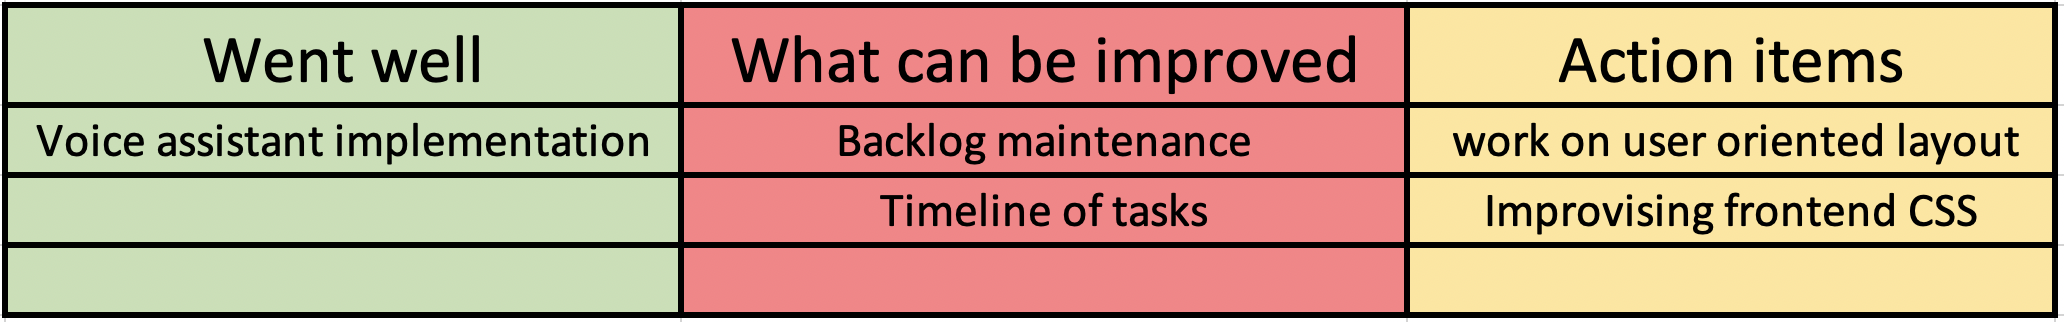 Went well What can be improved Action items
Voice assistant implementation Backlog maintenance work on user oriented layout
Timeline of tasks Improvising frontend CSS